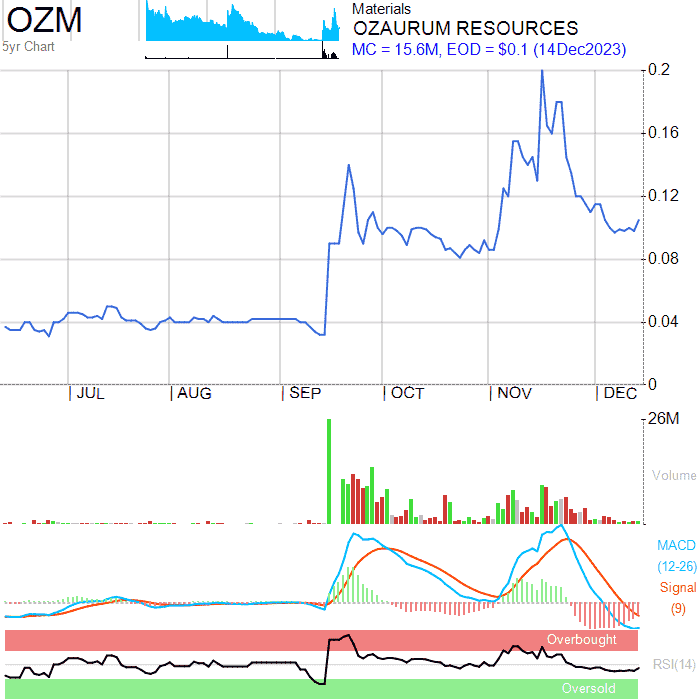 OZM
5yr Chart
Materials
OZAURUM RESOURCES
MC = 15.6M, EOD = $0.1 (14Dec2023)
0.2
0.16
0.12
0.08
0.04
0
JUL AUG SEP OCT NOV DEC
26M
Volume
MACD
(12-26)
Signal
(9)
Overbought
RSI(14)
Oversold